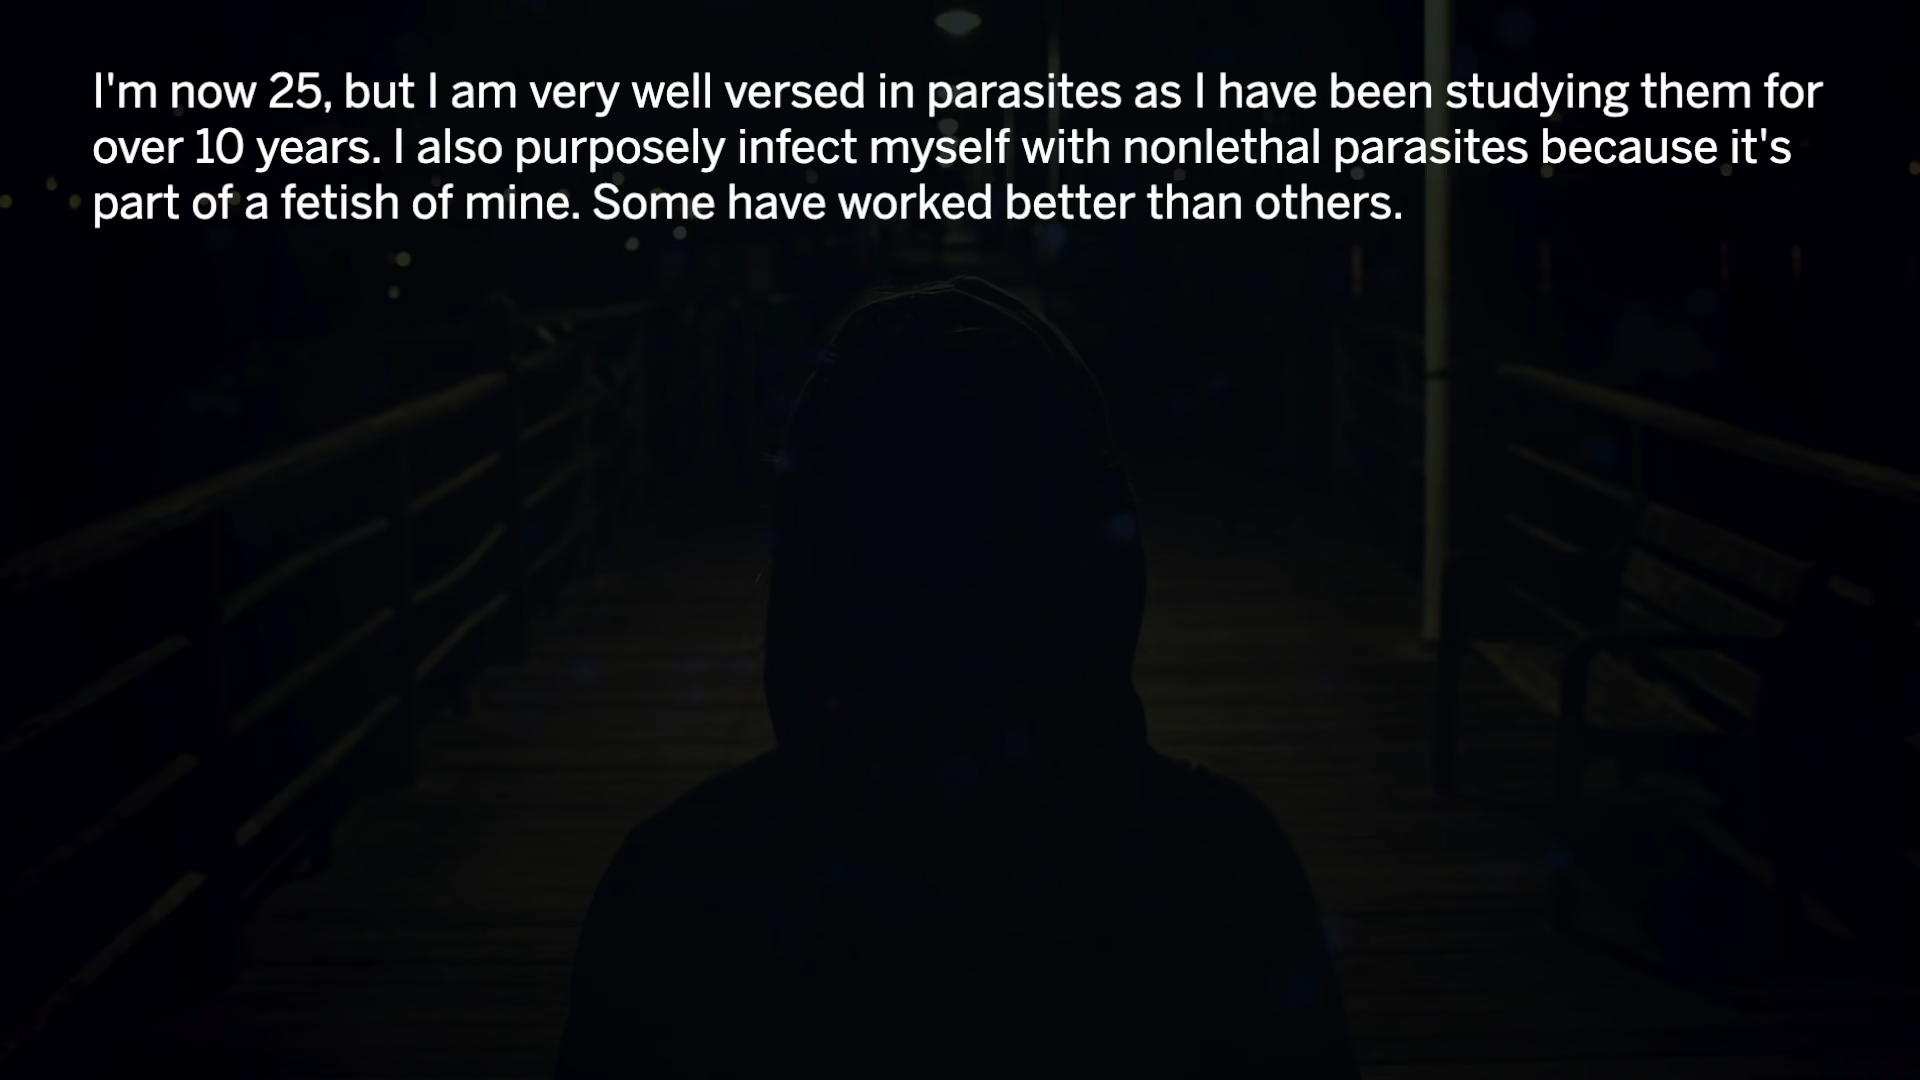 I'm now 25, but I am very well versed in parasites as I have been studying them for
over 10 years. I also purposely infect myself with nonlethal parasites because it's
part of a fetish of mine. Some have worked better than others.